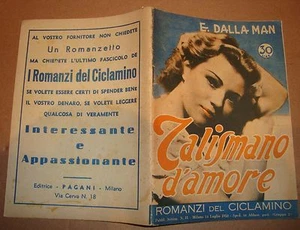 AL VOSTRO FORNITORE NON CHIEDETE
Un Romanzetto
MA CHIEDETE L'ULTIMO FASCICOLO DE
I Romanzi del Ciclamino
SE VOLETE ESSERE CERTI DI SPENDER BENE
IL VOSTRO DENARO, SE VOLETE LEGGERE
QUALCOSA DI VERAMENTE
Interessante
e
Appassionante
Editrice - PAGANI - Milano
Via Cerva N. 18
E. DALLA MAN
30
Talismano
d'amore
ROMANZI DEL CICLAMINO
Milano